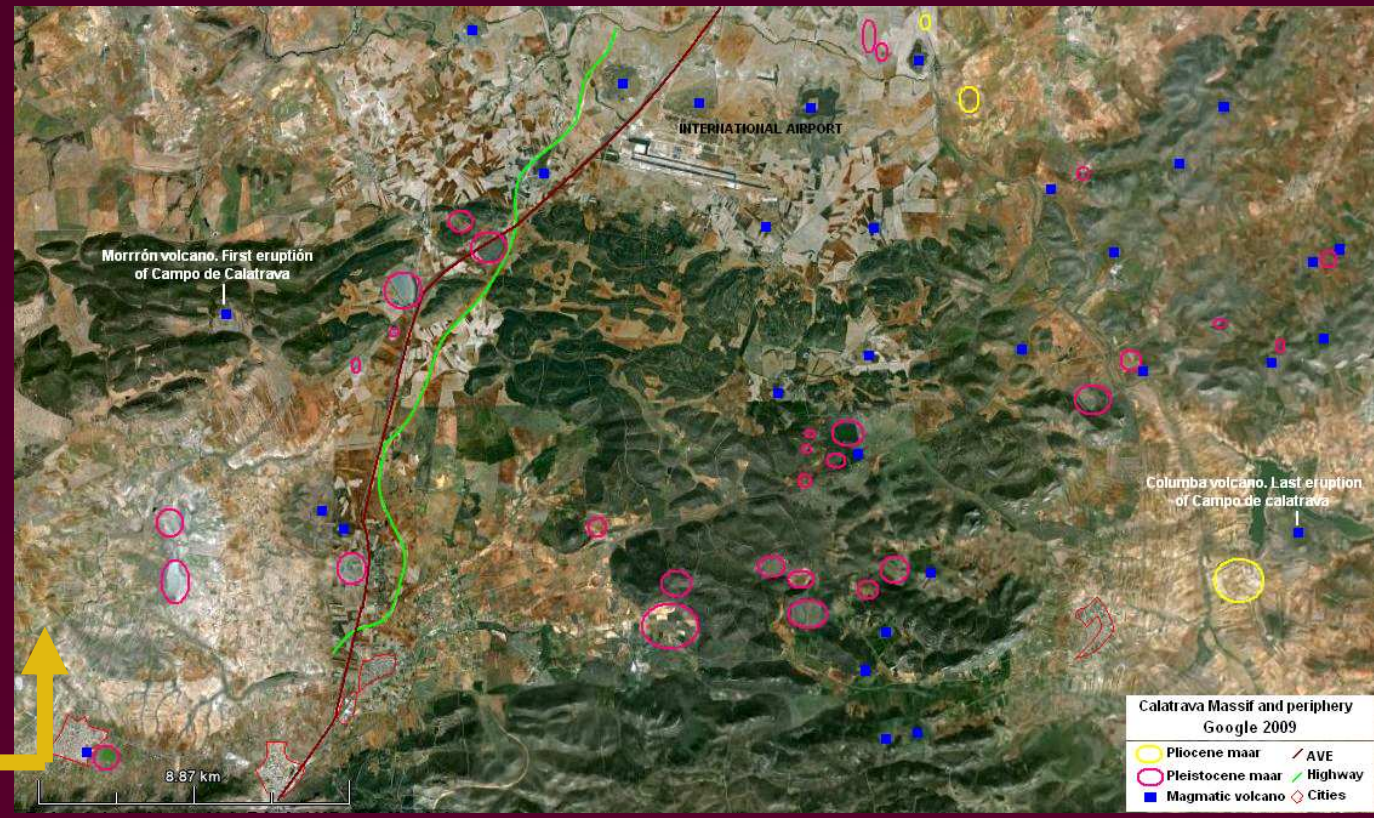 INTERNATIONAL AIRPORT
Morrrón volcano. First eruptión
of Campo de Calatrava
Columba volcano. Last eruption
of Campo de calatrava
8.87 km
Calatrava Massif and periphery
Google 2009
Pliocene maar
AVE
Pleistocene maar
Highway
Magmatic volcano
Cities